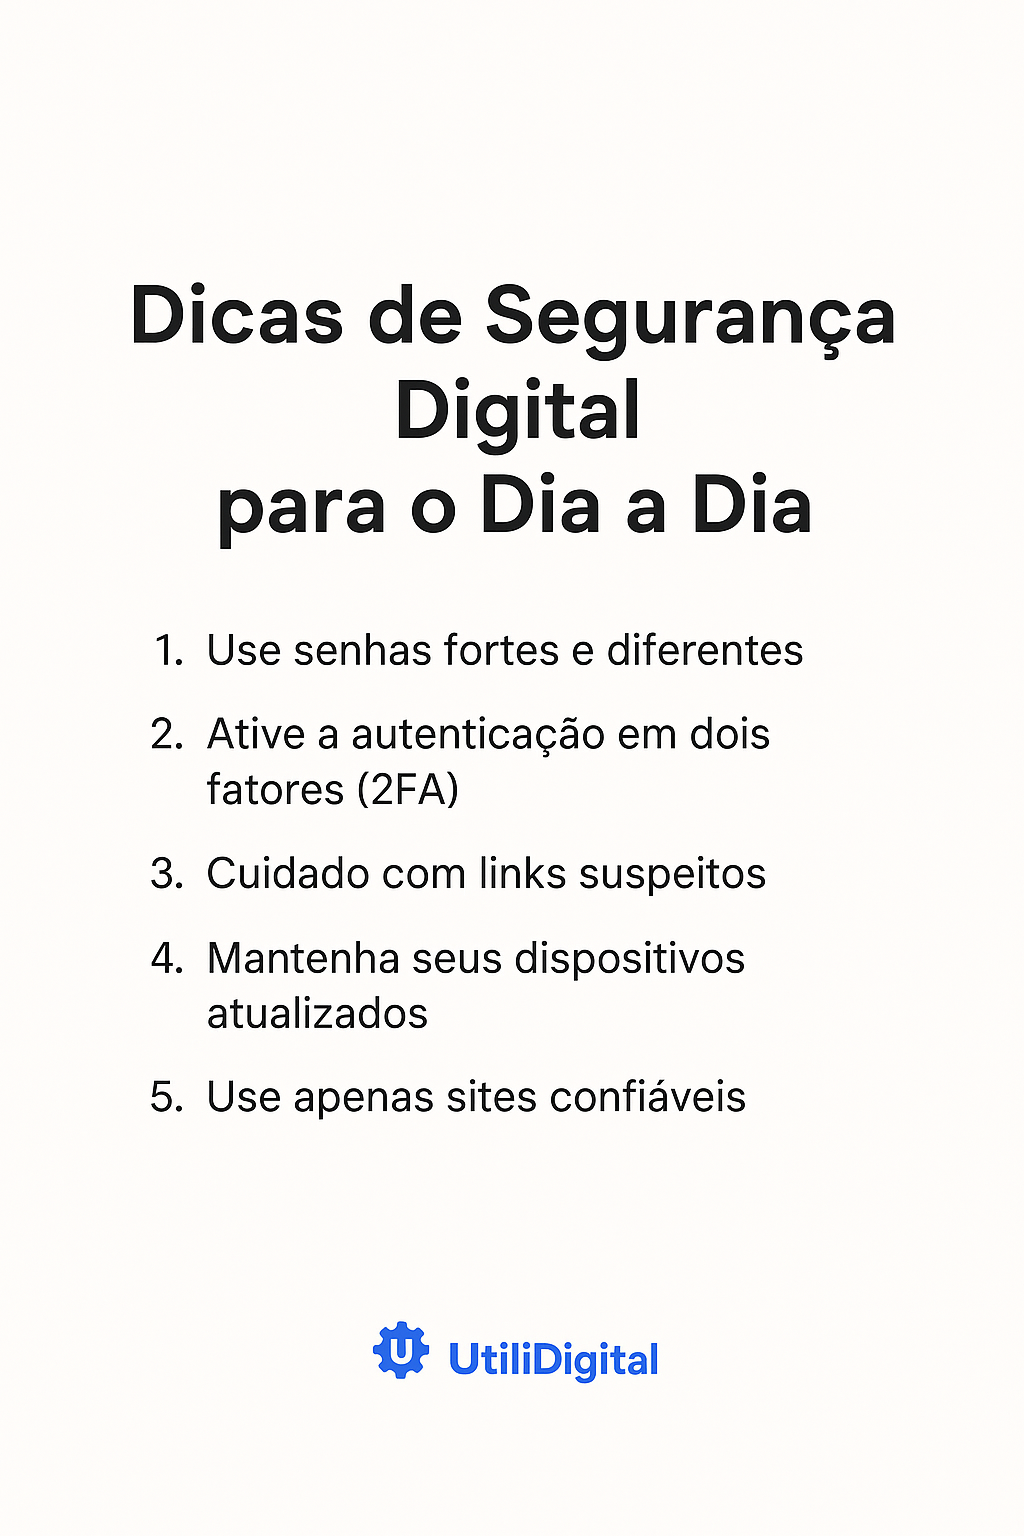 Dicas de Segurança
Digital
para o Dia a Dia
1. Use senhas fortes e diferentes
2. Ative a autenticação em dois
fatores (2FA)
3. Cuidado com links suspeitos
4. Mantenha seus dispositivos
atualizados
5. Use apenas sites confiáveis
U UtiliDigital